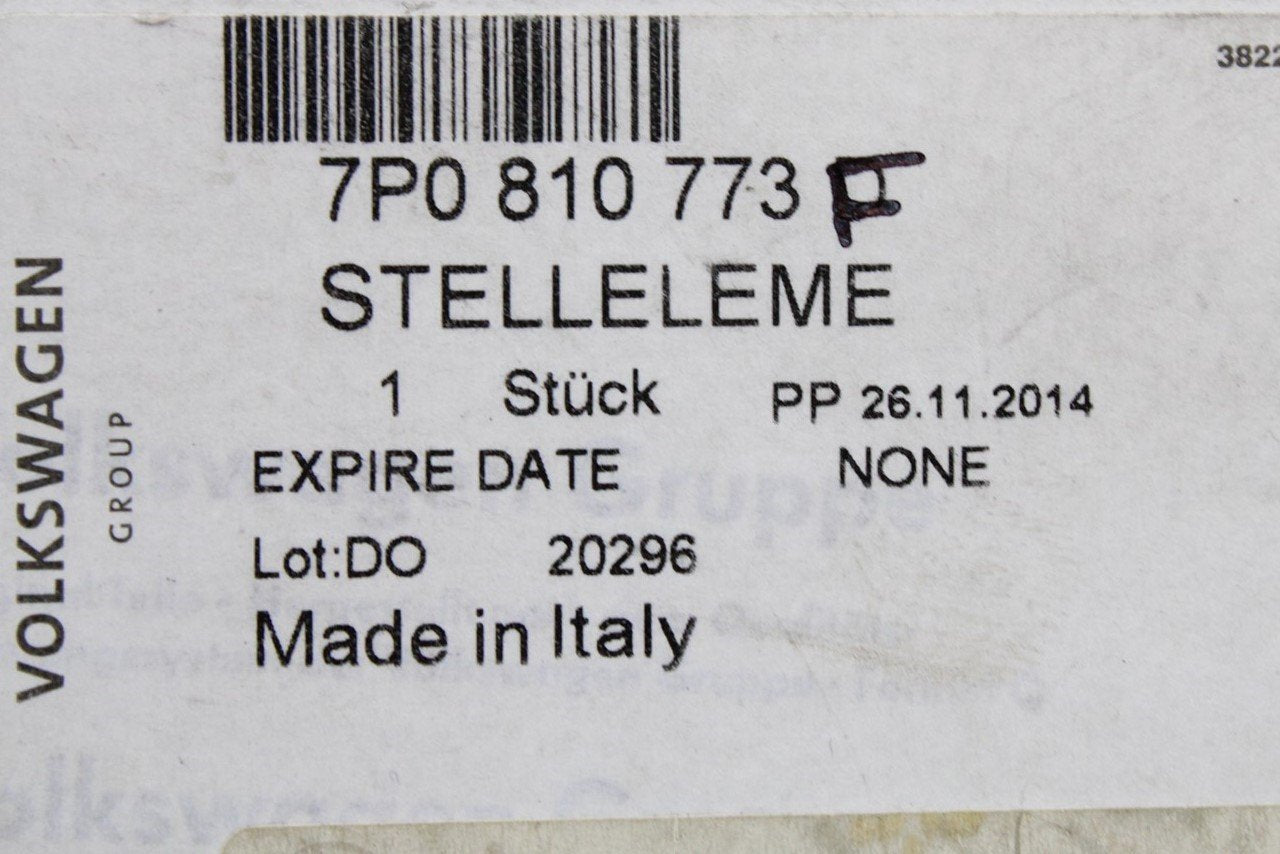 3822
7P0 810 773 F
STELLELEME
1 Stück PP 26.11.2014
EXPIRE DATE NONE
Lot:DO 20296
Made in Italy
VOLKSWAGEN
GROUP